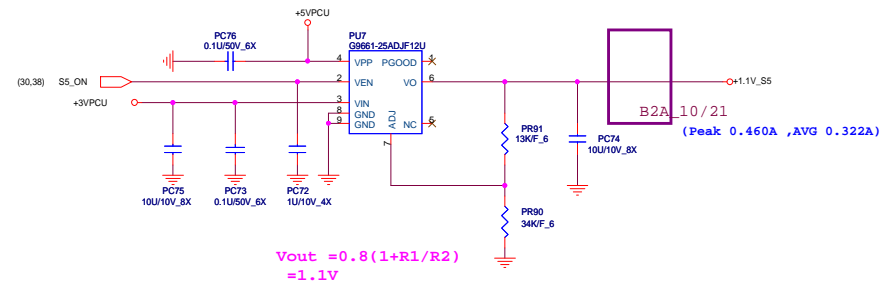 +5VPCU
PC76
0.1U/50V_6X
PU7
G9661-25ADJF12U
4 VPP PGOOD 1
(30,38) S5_ON 2 VEN VO 6 +1.1V_S5
+3VPCU 3 VIN
8 GND
9 GND ADJ NC 5
7
B2A_10/21
(Peak 0.460A ,AVG 0.322A)
PR91
13K/F_6
PC74
10U/10V_8X
PC75
10U/10V_8X
PC73
0.1U/50V_6X
PC72
1U/10V_4X
PR90
34K/F_6
Vout =0.8(1+R1/R2)
=1.1V